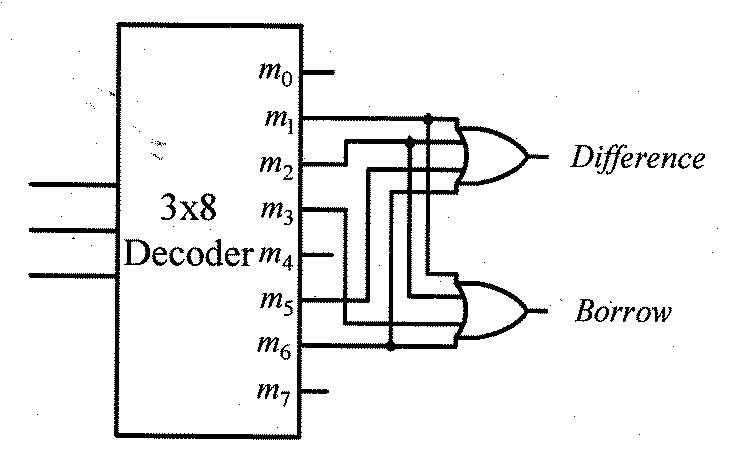 m0
m1
m2
m3
m4
m5
m6
m7
3x8
Decoder
Difference
Borrow